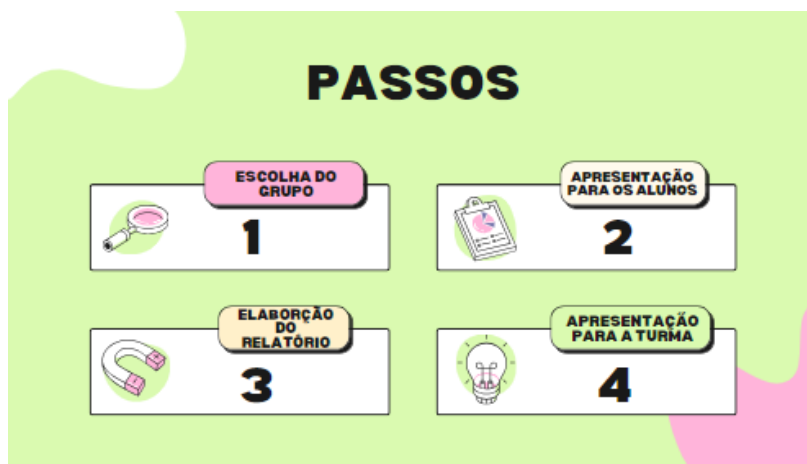 PASSOS
ESCOLHA DO
GRUPO
1
APRESENTAÇÃO
PARA OS ALUNOS
2
ELABORÇÃO
DO
RELATÓRIO
3
APRESENTAÇÃO
PARA A TURMA
4